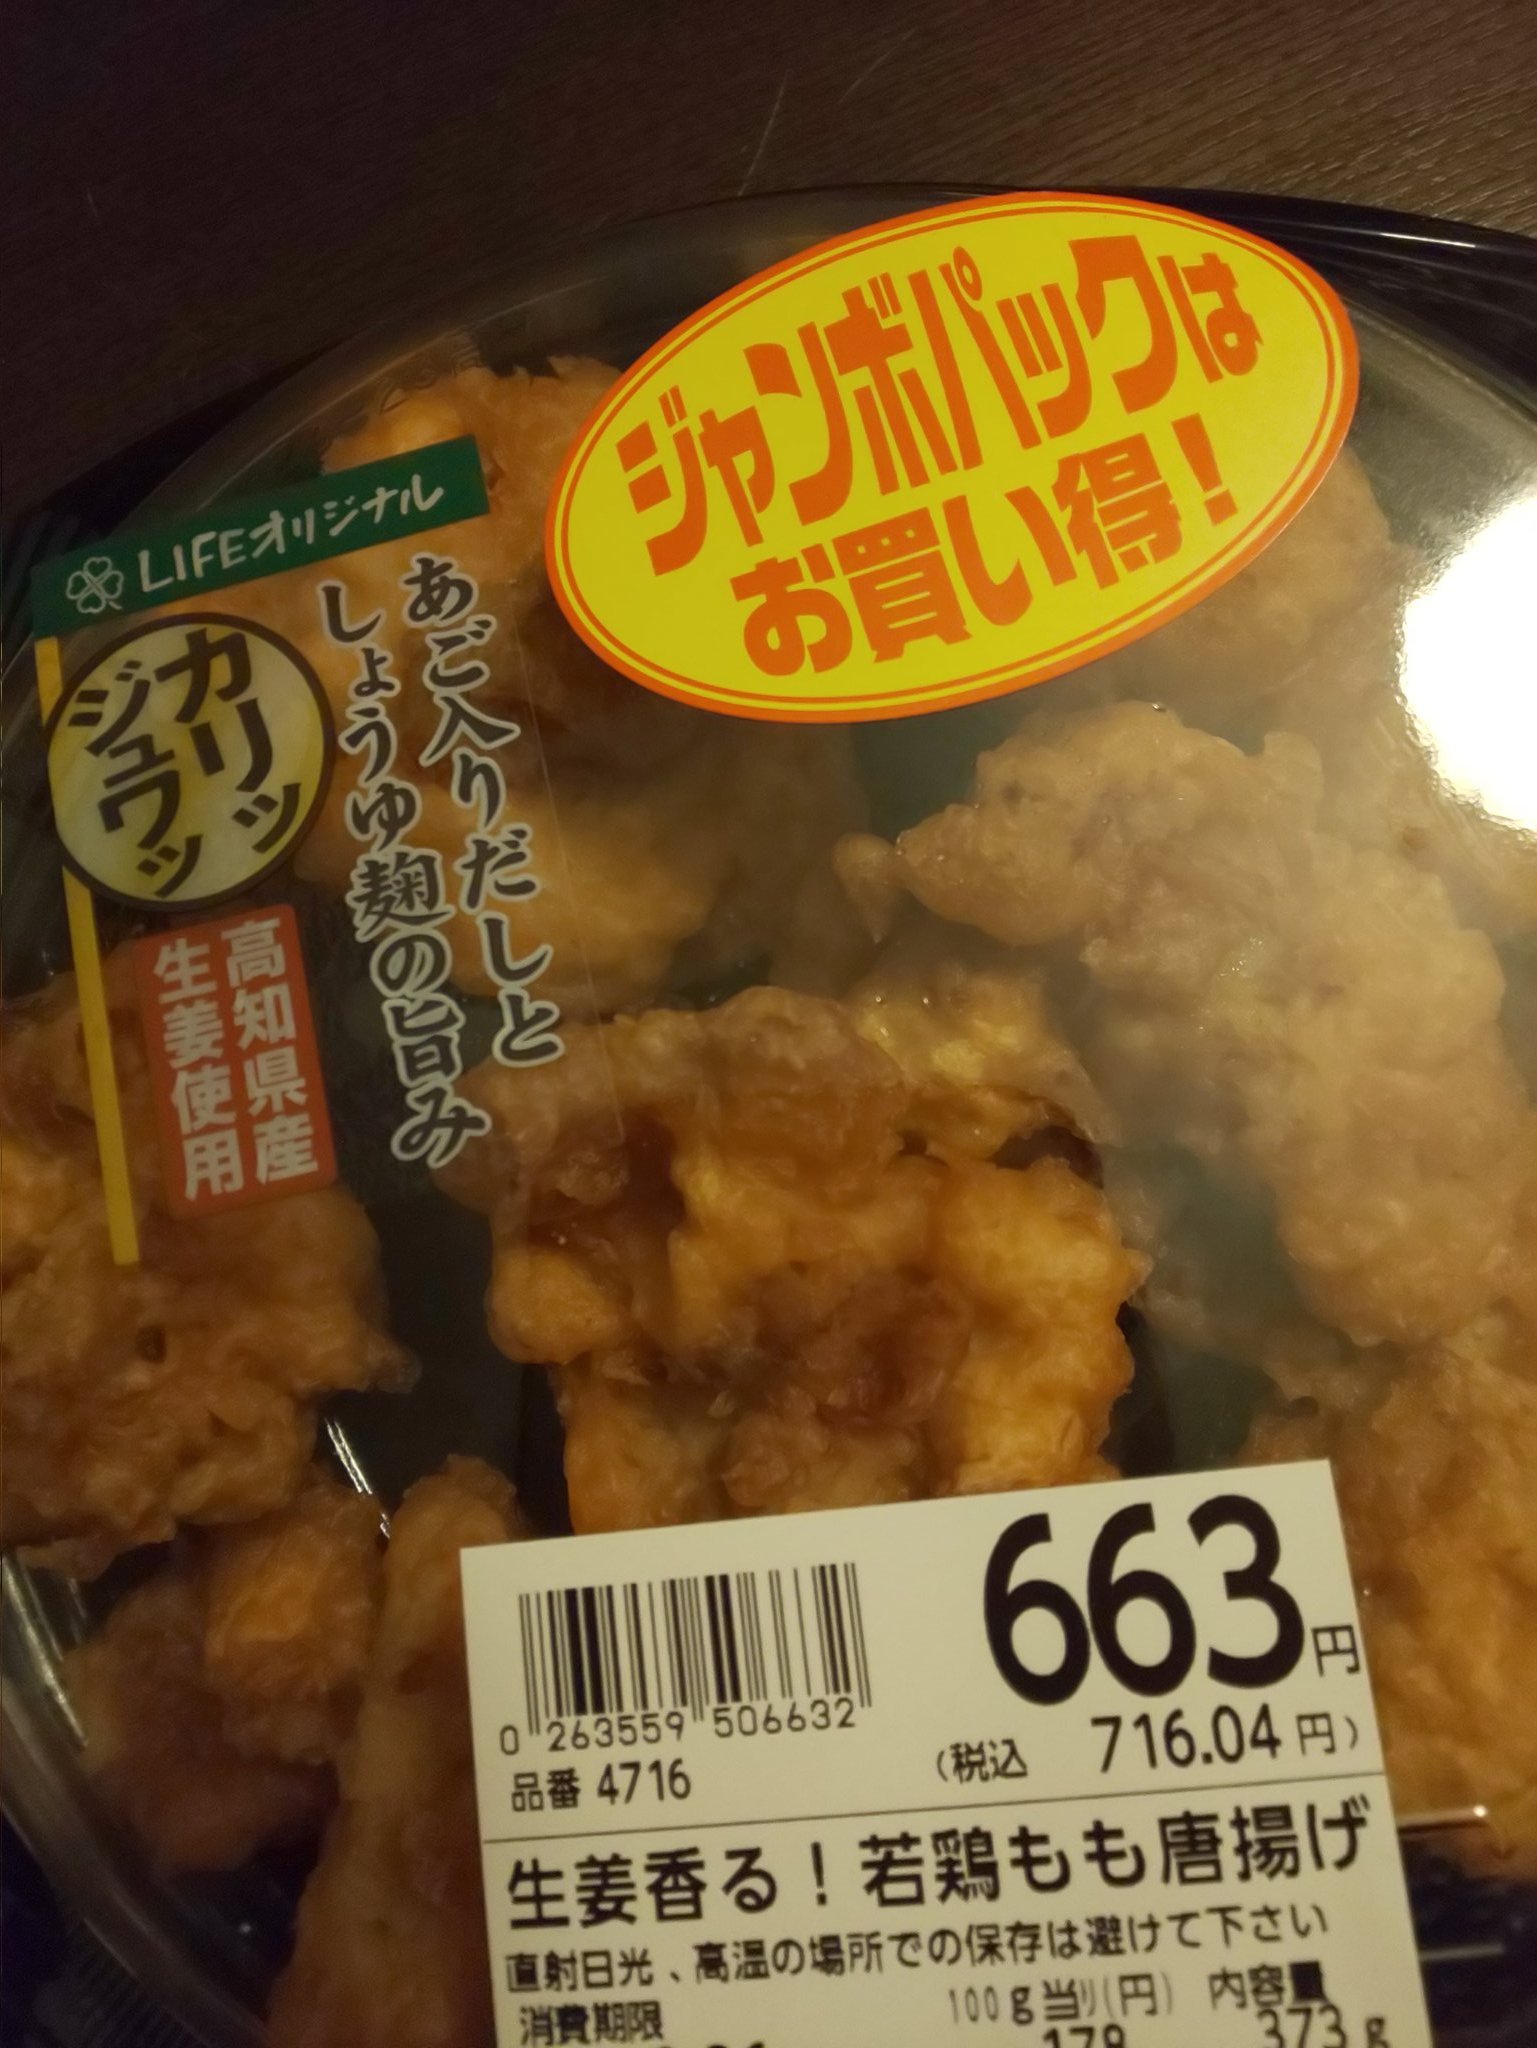 ジャンボパックは
お買い得!
LIFEオリジナル
カリッ
ジュワッ
あご入りだしと
しょうゆ麹の旨み
高知県産
生姜使用
663円
0 263559 506632
(税込 716.04円)
品番 4716
生姜香る!若鶏もも唐揚げ
直射日光、高温の場所での保存は避けて下さい
消費期限 100g当り(円) 内容量
178 373g